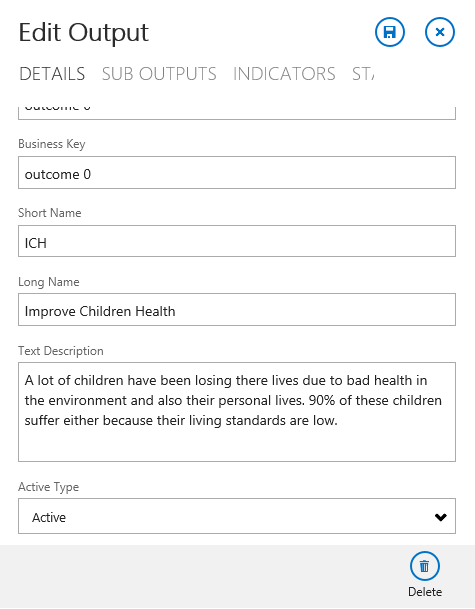 Edit Output
DETAILS SUB OUTPUTS INDICATORS STA
outcome 0
Business Key
outcome 0
Short Name
ICH
Long Name
Improve Children Health
Text Description
A lot of children have been losing there lives due to bad health in
the environment and also their personal lives. 90% of these children
suffer either because their living standards are low.
Active Type
Active
Delete